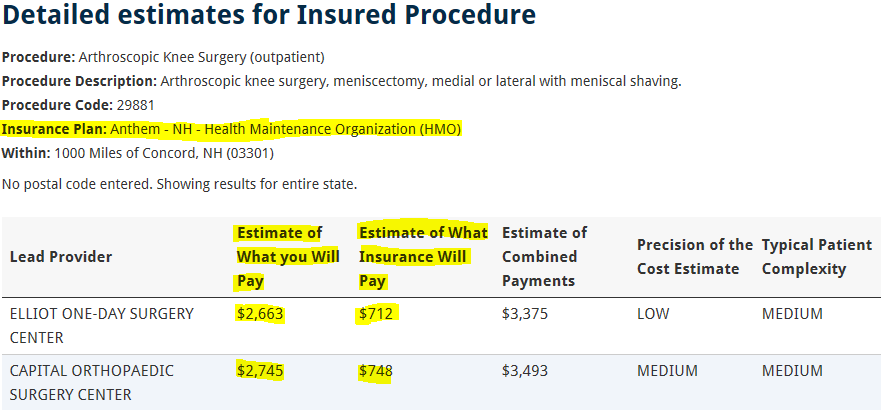 Detailed estimates for Insured Procedure
Procedure: Arthroscopic Knee Surgery (outpatient)
Procedure Description: Arthroscopic knee surgery, meniscectomy, medial or lateral with meniscal shaving.
Procedure Code: 29881
Insurance Plan: Anthem - NH - Health Maintenance Organization (HMO)
Within: 1000 Miles of Concord, NH (03301)
No postal code entered. Showing results for entire state.
Lead Provider
Estimate of
What you Will
Pay
Estimate of What
Insurance Will
Pay
Estimate of
Combined
Payments
Precision of the
Cost Estimate
Typical Patient
Complexity
ELLIOT ONE-DAY SURGERY
CENTER
$2,663
$712
$3,375
LOW
MEDIUM
CAPITAL ORTHOPAEDIC
SURGERY CENTER
$2,745
$748
$3,493
MEDIUM
MEDIUM